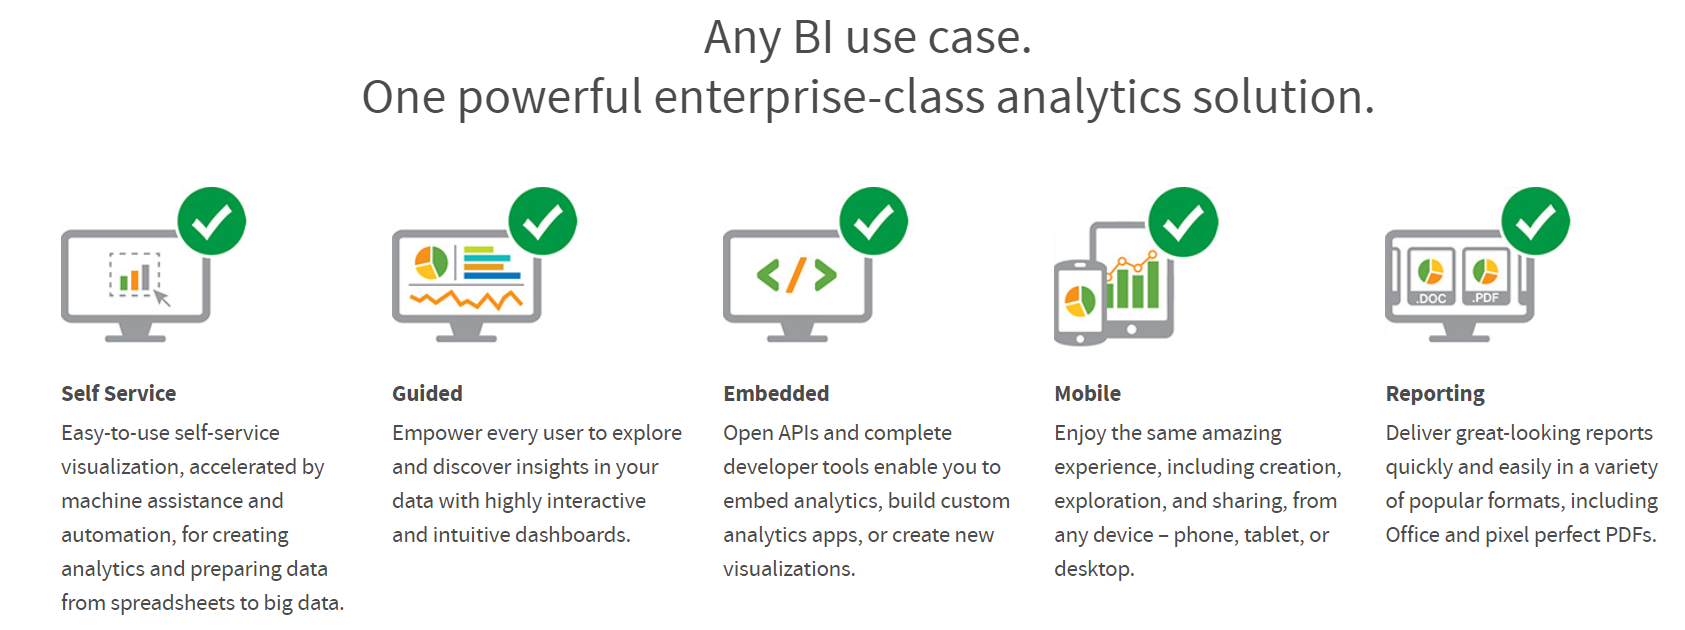 Any BI use case.
One powerful enterprise-class analytics solution.
</>
.DOC
.PDF
Self Service
Easy-to-use self-service
visualization, accelerated by
machine assistance and
automation, for creating
analytics and preparing data
from spreadsheets to big data.
Guided
Empower every user to explore
and discover insights in your
data with highly interactive
and intuitive dashboards.
Embedded
Open APIs and complete
developer tools enable you to
embed analytics, build custom
analytics apps, or create new
visualizations.
Mobile
Enjoy the same amazing
experience, including creation,
exploration, and sharing, from
any device – phone, tablet, or
desktop.
Reporting
Deliver great-looking reports
quickly and easily in a variety
of popular formats, including
Office and pixel perfect PDFs.